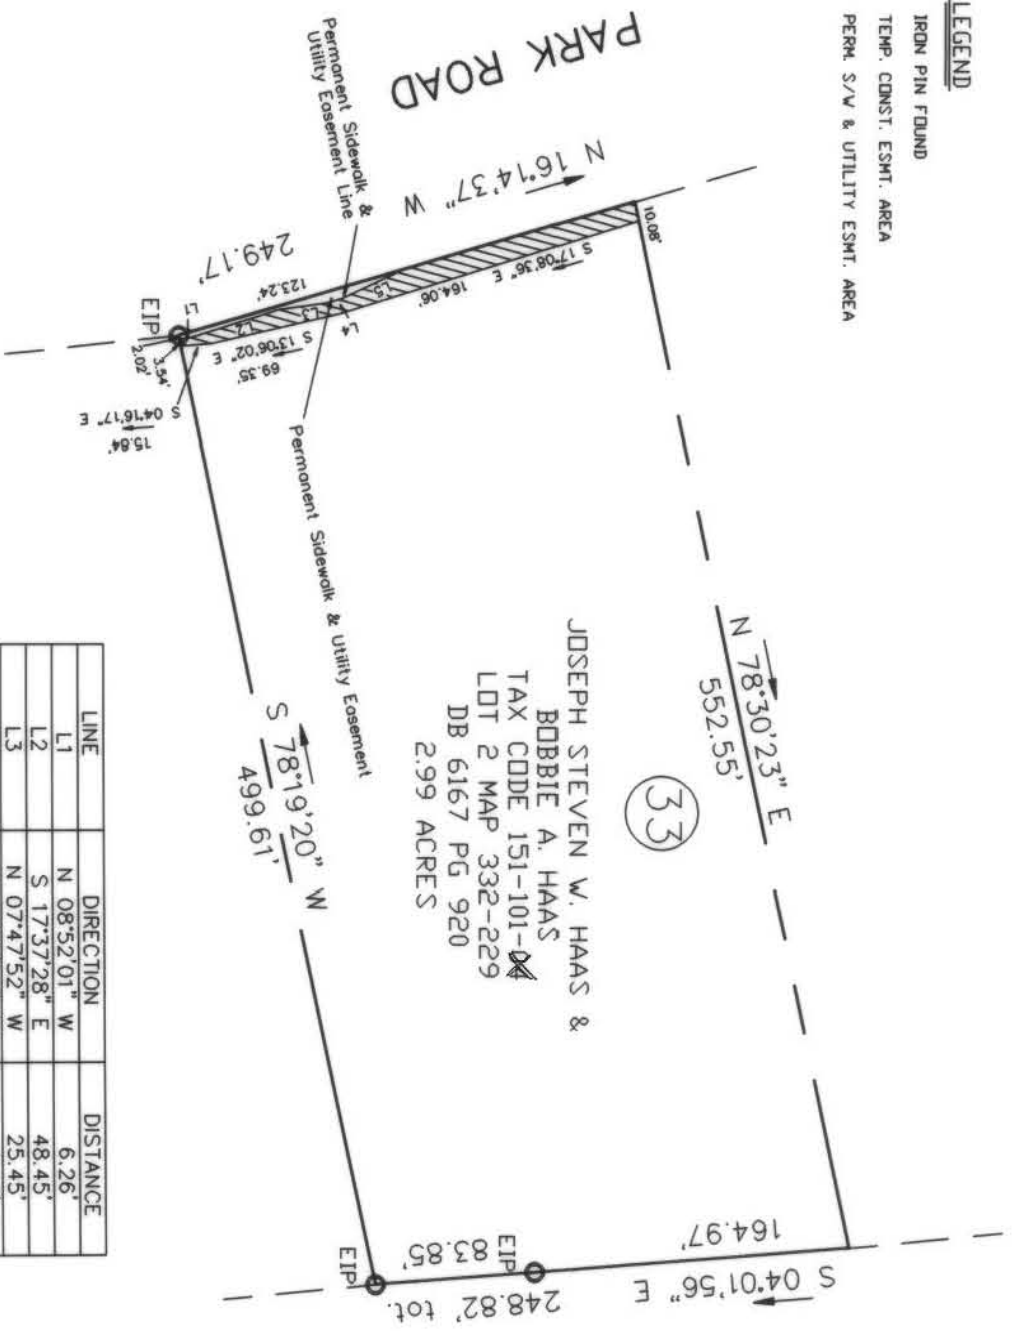 LEGEND
IRON PIN FOUND
TEMP. CONST. ESMT. AREA
PERM. S/W & UTILITY ESMT. AREA
PARK ROAD
Permanent Sidewalk &
Utility Easement Line
N 16°14'37" W
249.17'
123.24'
10.08'
S 17°08'36" E
164.06'
L5
L4
L3
L2
L1
EIP
2.02'
3.54'
S 13°06'02" E
69.35'
S 04°16'17" E
15.84'
Permanent Sidewalk & Utility Easement
N 78°30'23" E
552.55'
33
JOSEPH STEVEN W. HAAS &
BOBBIE A. HAAS
TAX CODE 151-101-
LOT 2 MAP 332-229
DB 6167 PG 920
2.99 ACRES
S 78°19'20" W
499.61'
164.97'
S 04°01'56" E
EIP
83.85'
248.82' tot.
EIP
LINE DIRECTION DISTANCE
L1 N 08°52'01" W 6.26'
L2 S 17°37'28" E 48.45'
L3 N 07°47'52" W 25.45'